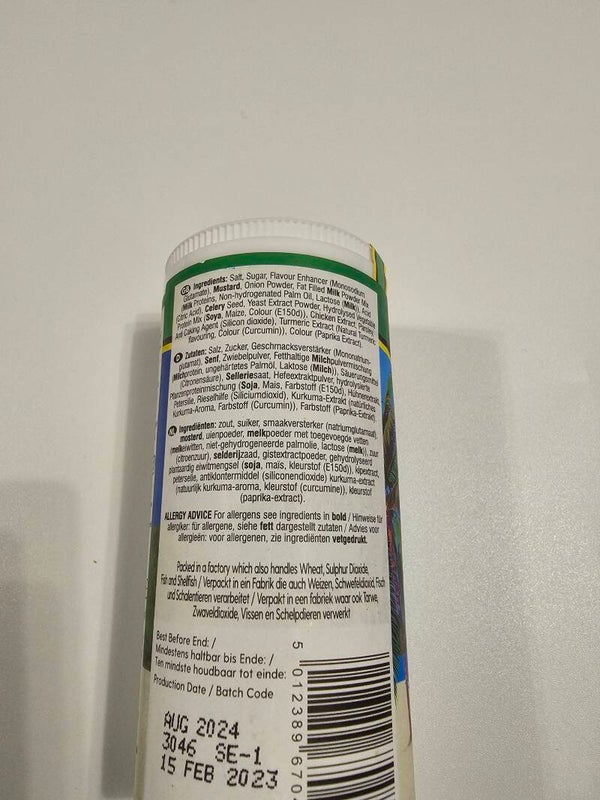 GB Ingredients: Salt, Sugar, Flavour Enhancer (Monosodium
Glutamate), Mustard, Onion Powder, Fat Filled Milk Powder Mix
(Milk Proteins, Non-hydrogenated Palm Oil, Lactose (Milk)), Acid
(Citric Acid), Celery Seed, Yeast Extract Powder, Hydrolysed Vegetable
Protein Mix (Soya, Maize, Colour (E150d)), Chicken Extract, Parsley
Anti Caking Agent (Silicon dioxide), Turmeric Extract (Natural Turmeric
flavouring, Colour (Curcumin)), Colour (Paprika Extract).
D Zutaten: Salz, Zucker, Geschmacksverstärker (Mononatrium-
glutamat), Senf, Zwiebelpulver, Fetthaltige Milchpulvermischung
(Milchprotein, ungehärtetes Palmöl, Laktose (Milch)), Säuerungsmittel
(Citronensäure), Selleriesaat, Hefeextraktpulver, hydrolysierte
Pflanzenproteinmischung (Soja, Mais, Farbstoff (E150d)), Hühnerextrakt,
Petersilie, Rieselhilfe (Siliciumdioxid), Kurkuma-Extrakt (natürliches
Kurkuma-Aroma, Farbstoff (Curcumin)), Farbstoff (Paprika-Extrakt).
NL Ingrediënten: zout, suiker, smaakversterker (natriumglutamaat),
mosterd, uienpoeder, melkpoeder met toegevoegde vetten
(melkeiwitten, niet-gehydrogeneerde palmolie, lactose (melk)), zuur
(citroenzuur), selderijzaad, gistextractpoeder, gehydrolyseerd
plantaardig eiwitmengsel (soja, mais, kleurstof (E150d)), kipextract,
peterselie, antiklontermiddel (siliconendioxide) kurkuma-extract
(natuurlijk kurkuma-aroma, kleurstof (curcumine)), kleurstof
(paprika-extract).
ALLERGY ADVICE For allergens see ingredients in bold / Hinweise für
allergiker: für allergene, siehe fett dargestellt zutaten / Advies voor
allergieën: voor allergenen, zie ingrediënten vetgedrukt.
Packed in a factory which also handles Wheat, Sulphur Dioxide,
Fish and Shellfish / Verpackt in ein Fabrik die auch Weizen, Schwefeldioxid, Fisch
und Schalentieren verarbeitet / Verpakt in een fabriek waar ook Tarwe,
Zwaveldioxide, Vissen en Schelpdieren verwerkt
Best Before End: /
Mindestens haltbar bis Ende: /
Ten mindste houdbaar tot einde:
Production Date / Batch Code
AUG 2024
3046 SE-1
15 FEB 2023
5 012389 670